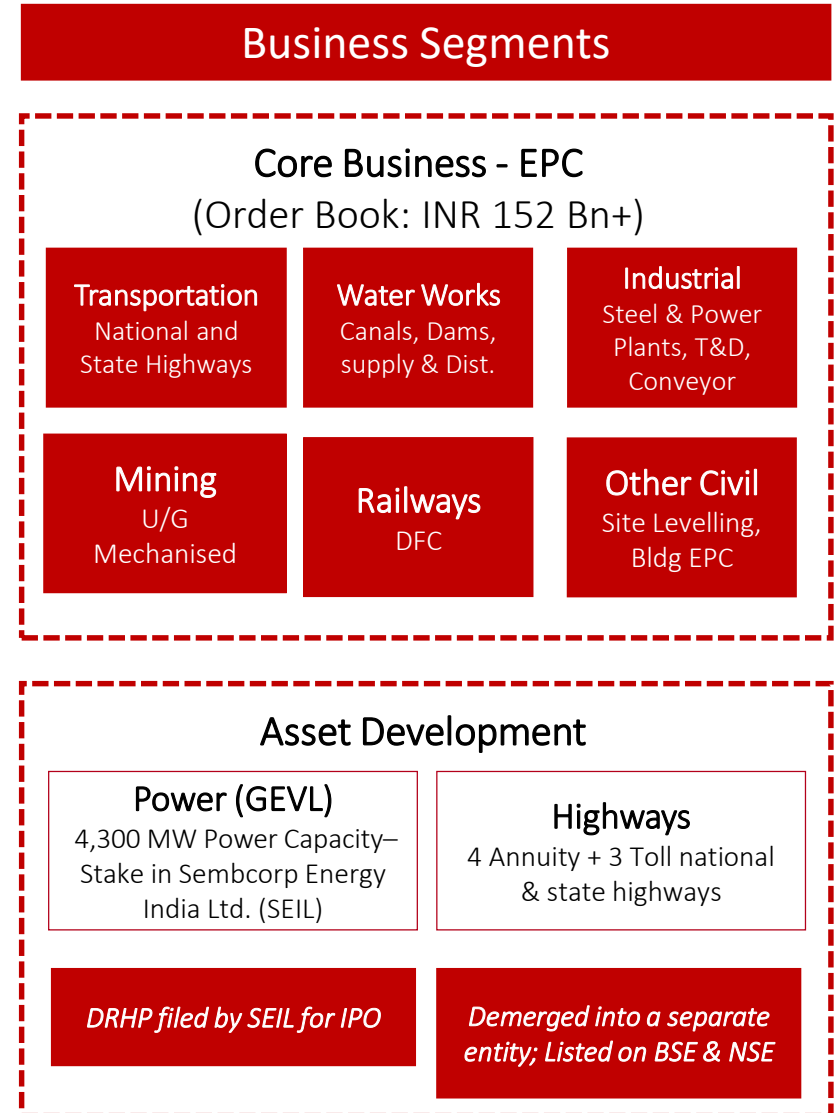 Business Segments
Core Business - EPC
(Order Book: INR 152 Bn+)
Transportation
National and
State Highways
Water Works
Canals, Dams,
supply & Dist.
Industrial
Steel & Power
Plants, T&D,
Conveyor
Mining
U/G
Mechanised
Railways
DFC
Other Civil
Site Levelling,
Bldg EPC
Asset Development
Power (GEVL)
4,300 MW Power Capacity–
Stake in Sembcorp Energy
India Ltd. (SEIL)
Highways
4 Annuity + 3 Toll national
& state highways
DRHP filed by SEIL for IPO
Demerged into a separate
entity; Listed on BSE & NSE